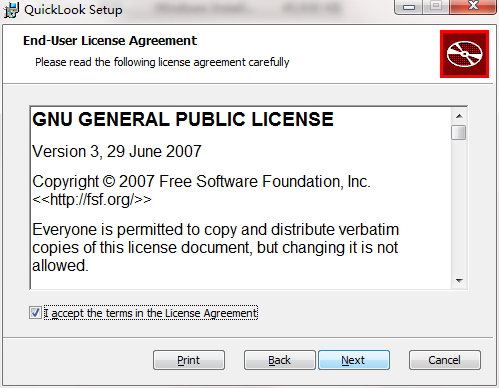 QuickLook Setup
End-User License Agreement
Please read the following license agreement carefully
GNU GENERAL PUBLIC LICENSE
Version 3, 29 June 2007
Copyright © 2007 Free Software Foundation, Inc.
<<http://fsf.org/>>
Everyone is permitted to copy and distribute verbatim
copies of this license document, but changing it is not
allowed.
I accept the terms in the License Agreement
Print Back Next Cancel